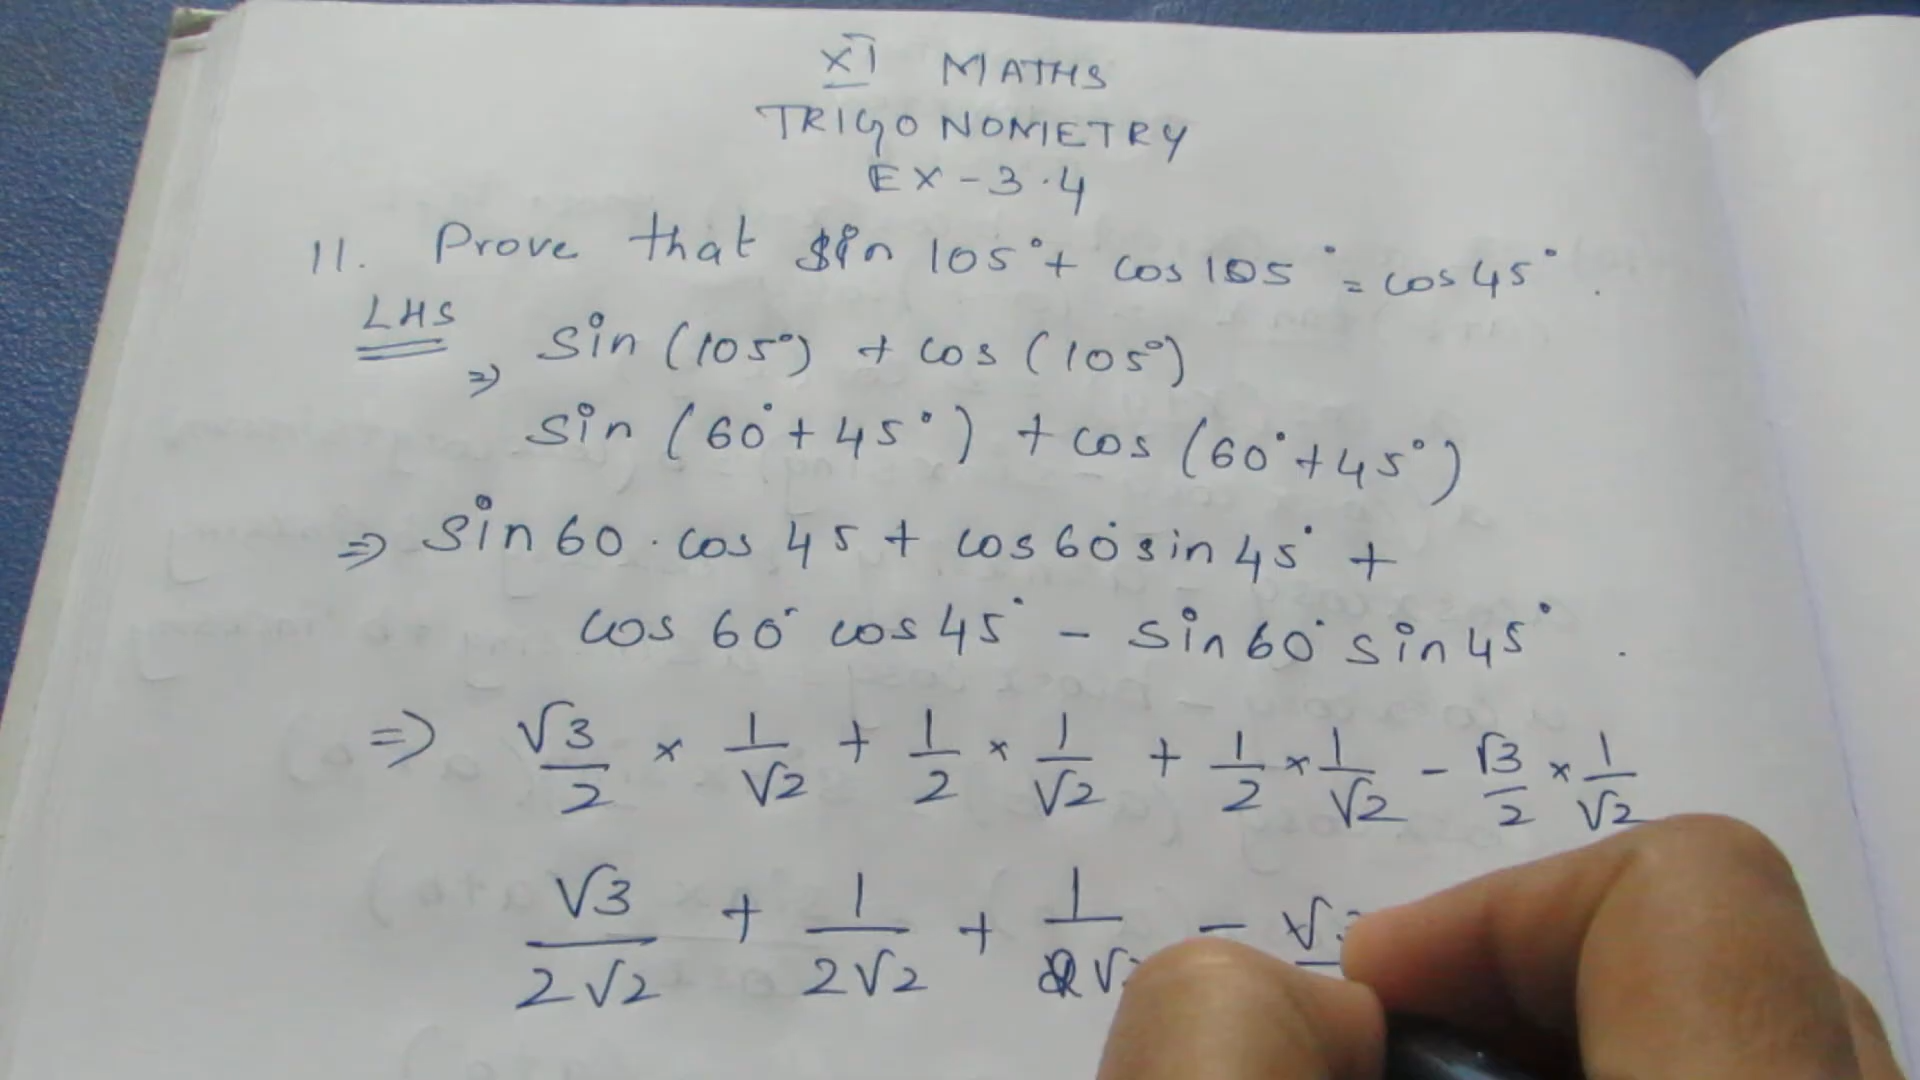 XI MATHS
TRIGONOMETRY
EX - 3.4
11. Prove that sin 105° + cos 105° = cos 45°.
LHS
⇒ sin (105°) + cos (105°)
sin (60° + 45°) + cos (60° + 45°)
⇒ sin 60 . cos 45 + cos 60° sin 45° +
cos 60° cos 45° - sin 60° sin 45° .
⇒ √3/2 × 1/√2 + 1/2 × 1/√2 + 1/2 × 1/√2 - √3/2 × 1/√2
√3/2√2 + 1/2√2 + 1/2√ - √3